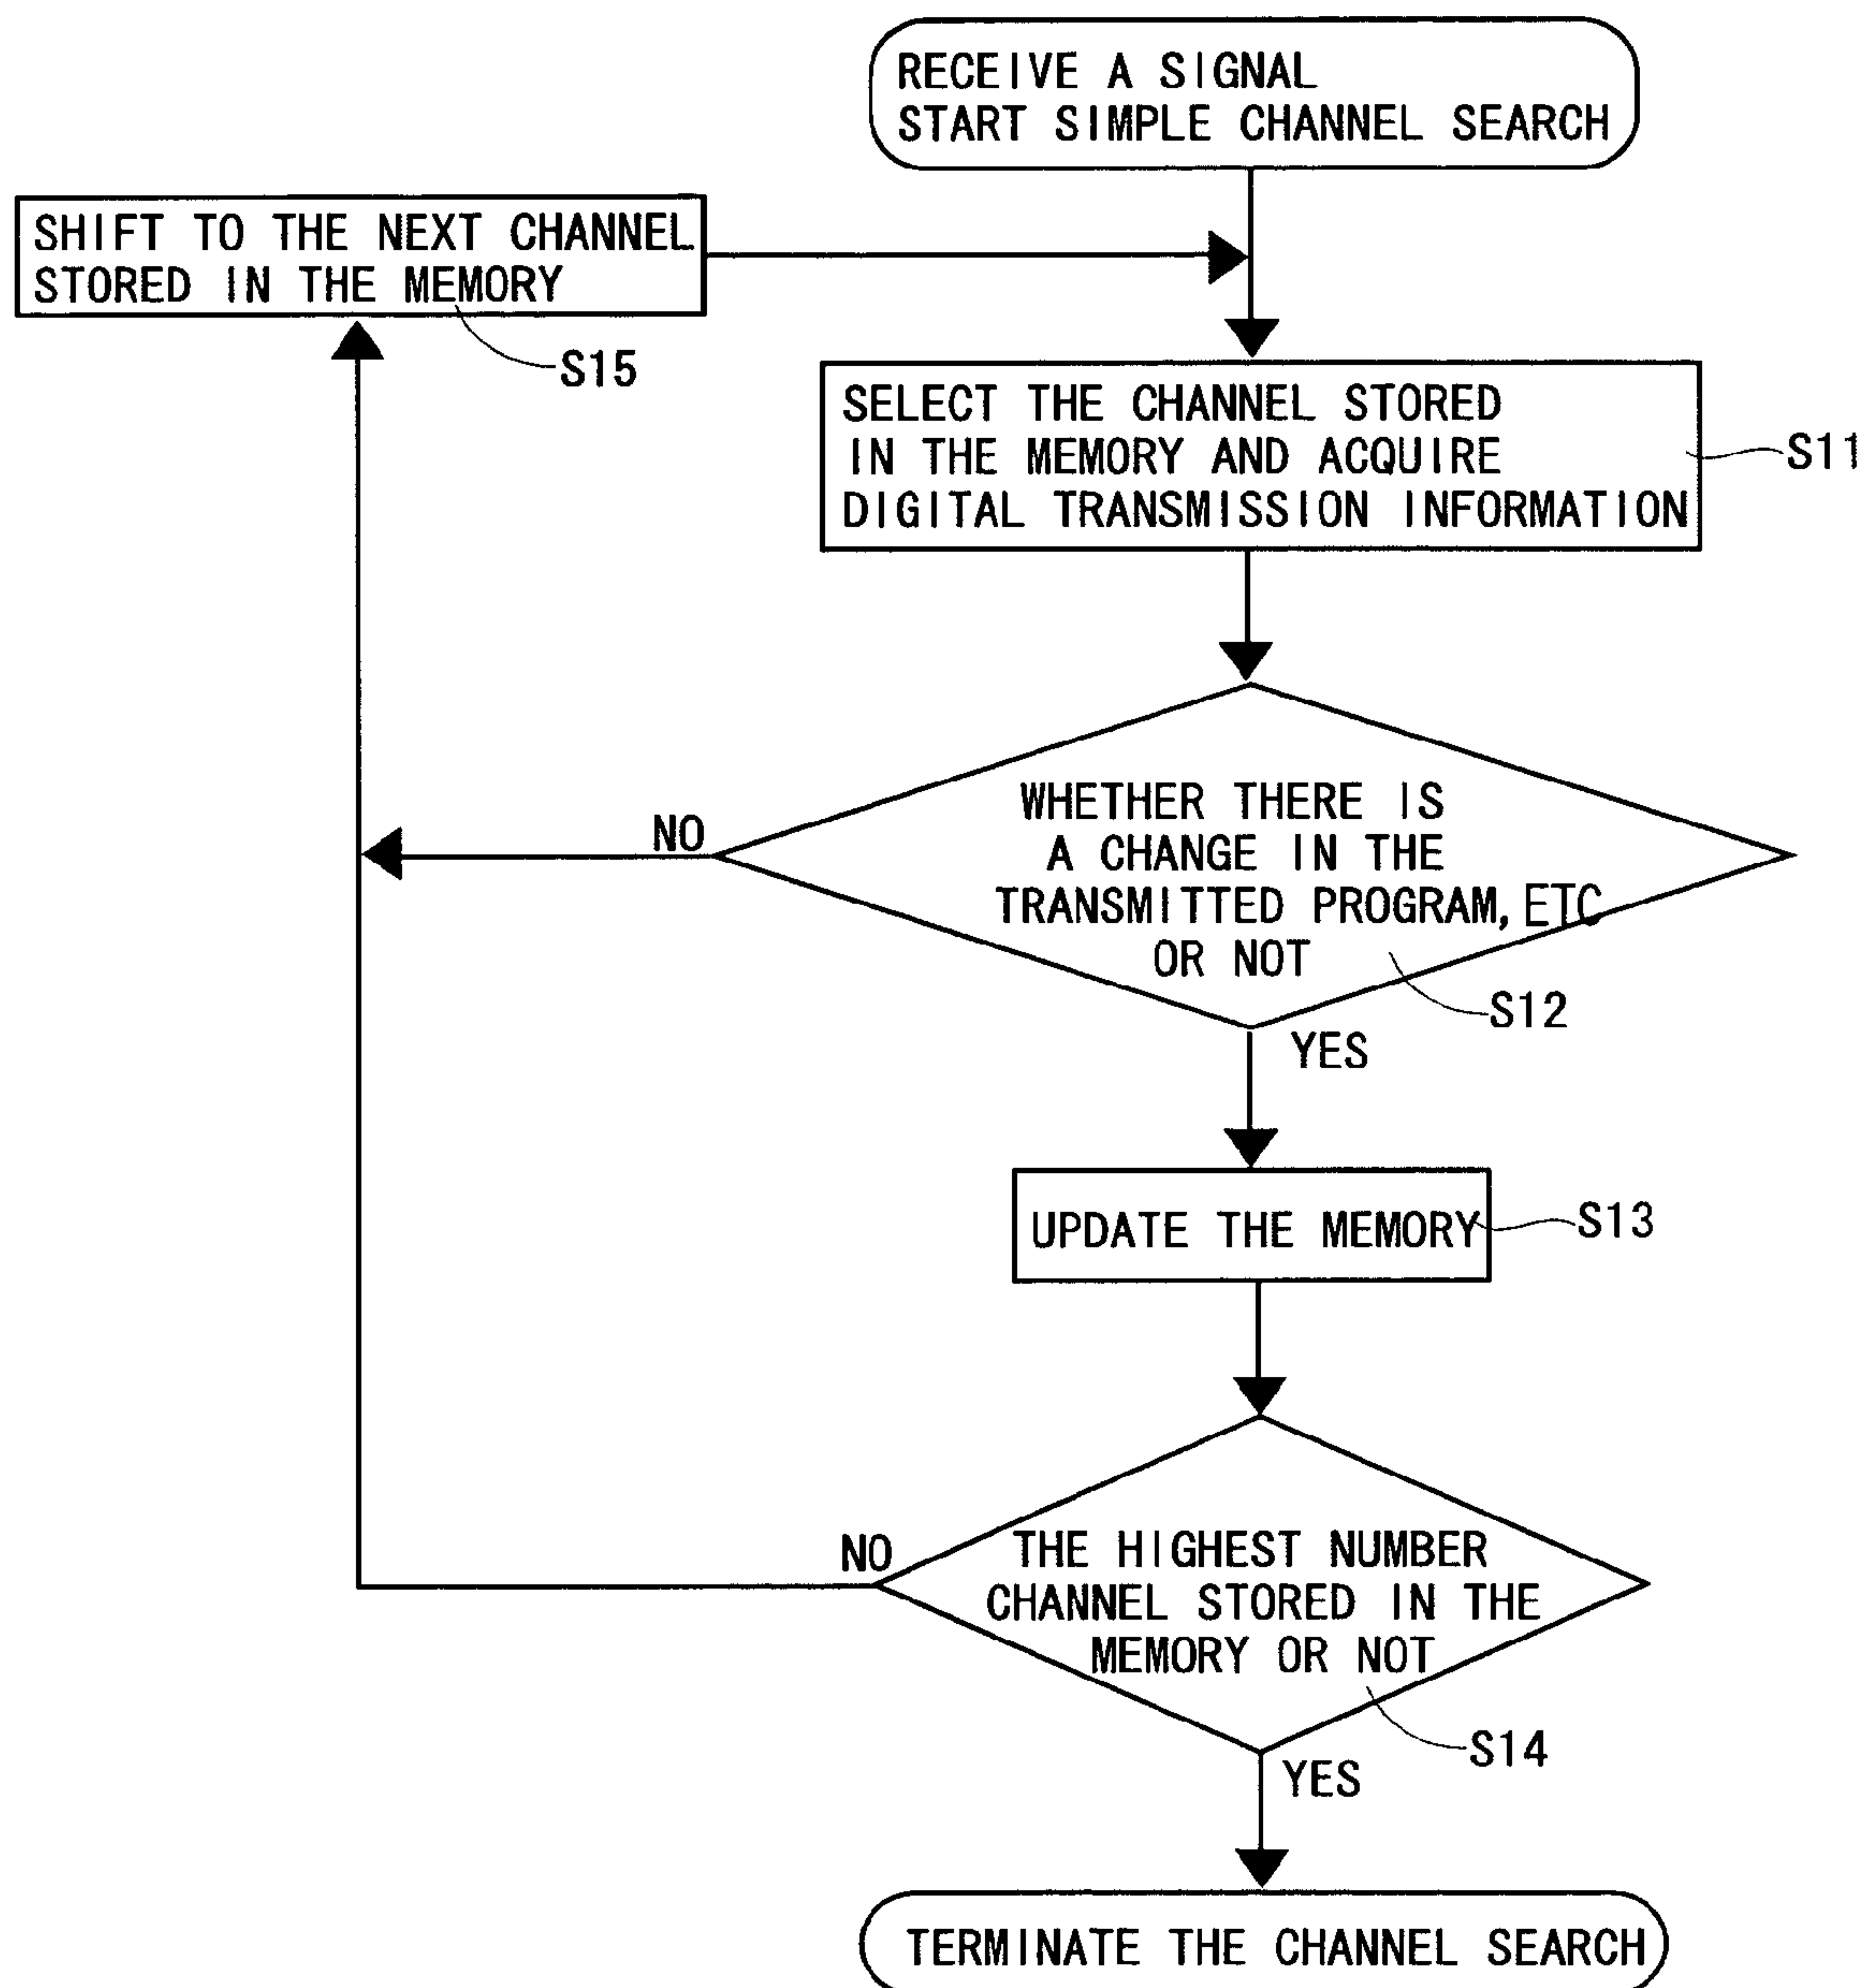 RECEIVE A SIGNAL
START SIMPLE CHANNEL SEARCH
SHIFT TO THE NEXT CHANNEL
STORED IN THE MEMORY
S15
SELECT THE CHANNEL STORED
IN THE MEMORY AND ACQUIRE
DIGITAL TRANSMISSION INFORMATION
S11
WHETHER THERE IS
A CHANGE IN THE
TRANSMITTED PROGRAM, ETC
OR NOT
NO
S12
YES
UPDATE THE MEMORY
S13
NO
THE HIGHEST NUMBER
CHANNEL STORED IN THE
MEMORY OR NOT
S14
YES
TERMINATE THE CHANNEL SEARCH